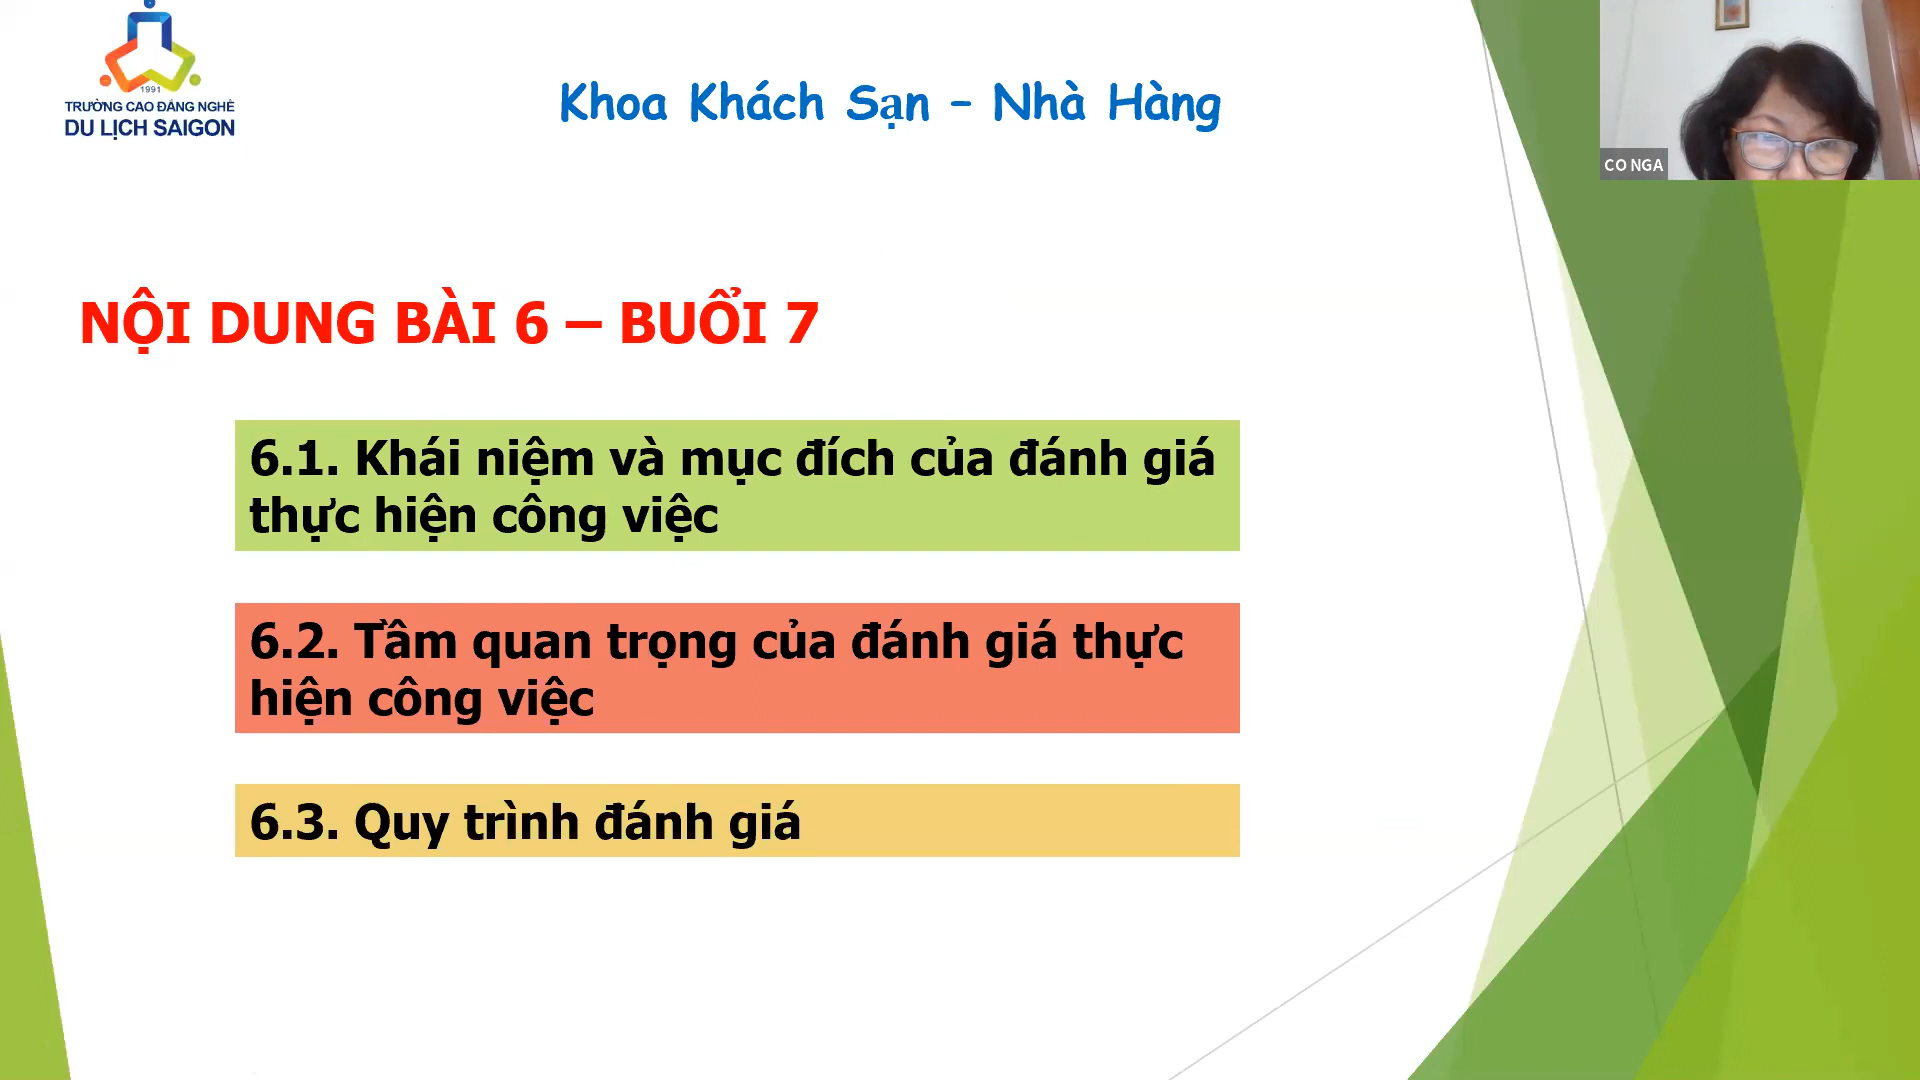 1991
TRƯỜNG CAO ĐẲNG NGHỀ
DU LỊCH SAIGON
Khoa Khách Sạn – Nhà Hàng
CO NGA
NỘI DUNG BÀI 6 – BUỔI 7
6.1. Khái niệm và mục đích của đánh giá
thực hiện công việc
6.2. Tầm quan trọng của đánh giá thực
hiện công việc
6.3. Quy trình đánh giá